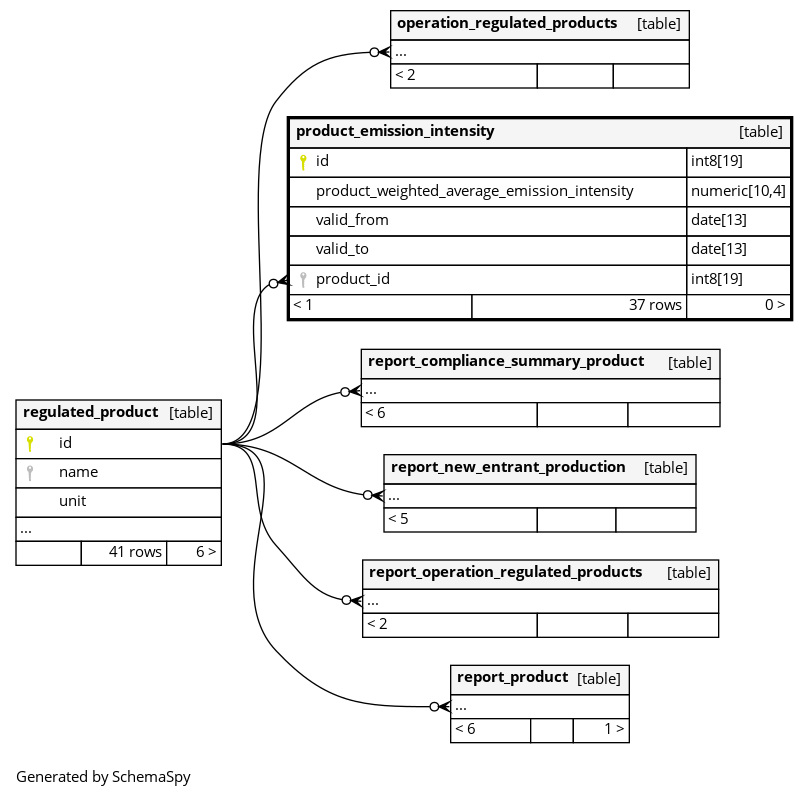 operation_regulated_products [table]
...
< 2
product_emission_intensity [table]
id int8[19]
product_weighted_average_emission_intensity numeric[10,4]
valid_from date[13]
valid_to date[13]
product_id int8[19]
< 1 37 rows 0 >
report_compliance_summary_product [table]
...
< 6
regulated_product [table]
id
name
unit
...
41 rows 6 >
report_new_entrant_production [table]
...
< 5
report_operation_regulated_products [table]
...
< 2
report_product [table]
...
< 6 1 >
Generated by SchemaSpy